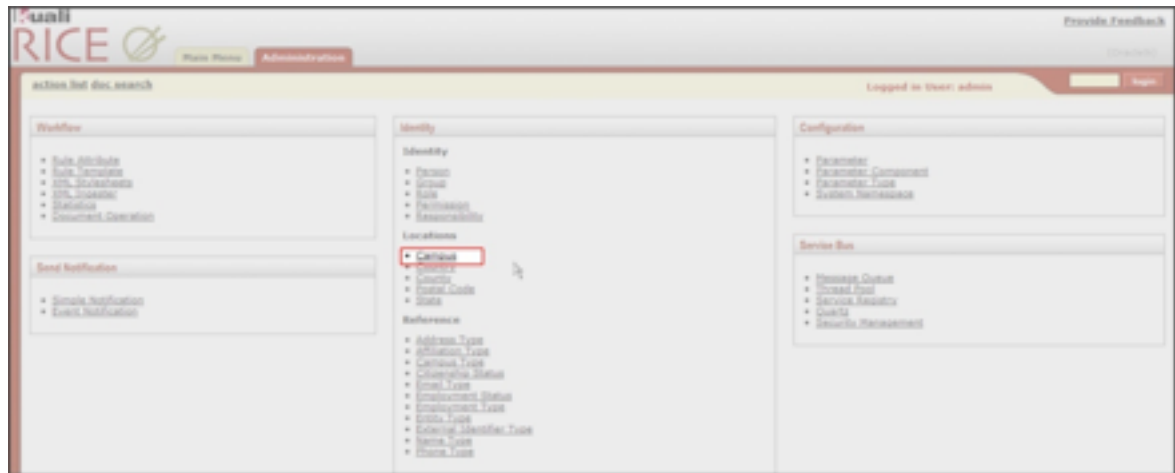 Kuali
RICE
Provide Feedback
Main Menu
Administration
action list doc search
Logged in User: admin
login
Workflow
Rule Attribute
Rule Template
XML Stylesheets
XML Ingester
Statistics
Document Operation
Send Notification
Simple Notification
Event Notification
Identity
Identity
Person
Group
Role
Permission
Responsibility
Locations
Campus
Country
County
Postal Code
State
Reference
Address Type
Affiliation Type
Campus Type
Citizenship Status
Email Type
Employment Status
Employment Type
Entity Type
External Identifier Type
Name Type
Phone Type
Configuration
Parameter
Parameter Component
Parameter Type
System Namespace
Service Bus
Message Queue
Thread Pool
Service Registry
Quartz
Security Management